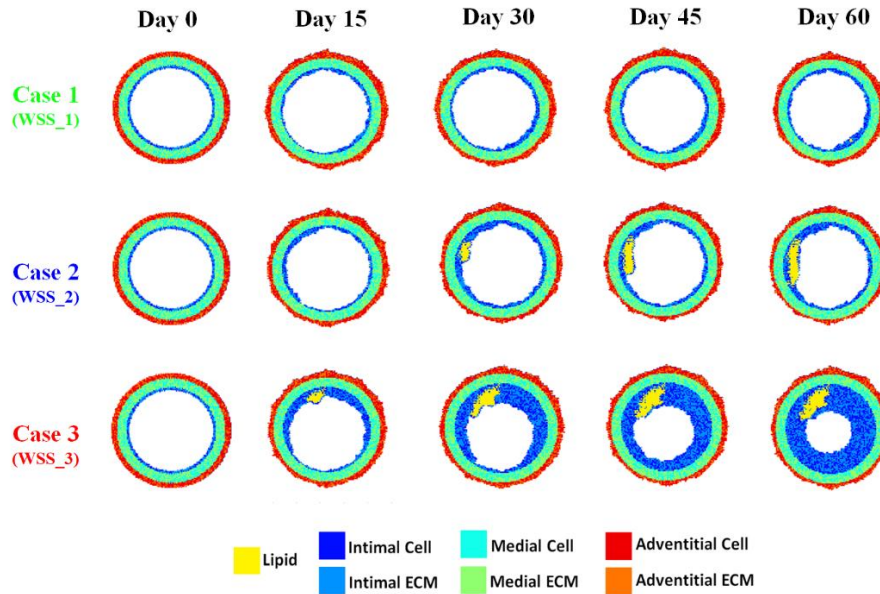 Day 0 Day 15 Day 30 Day 45 Day 60
Case 1
(WSS_1)
Case 2
(WSS_2)
Case 3
(WSS_3)
Lipid
Intimal Cell Medial Cell Adventitial Cell
Intimal ECM Medial ECM Adventitial ECM